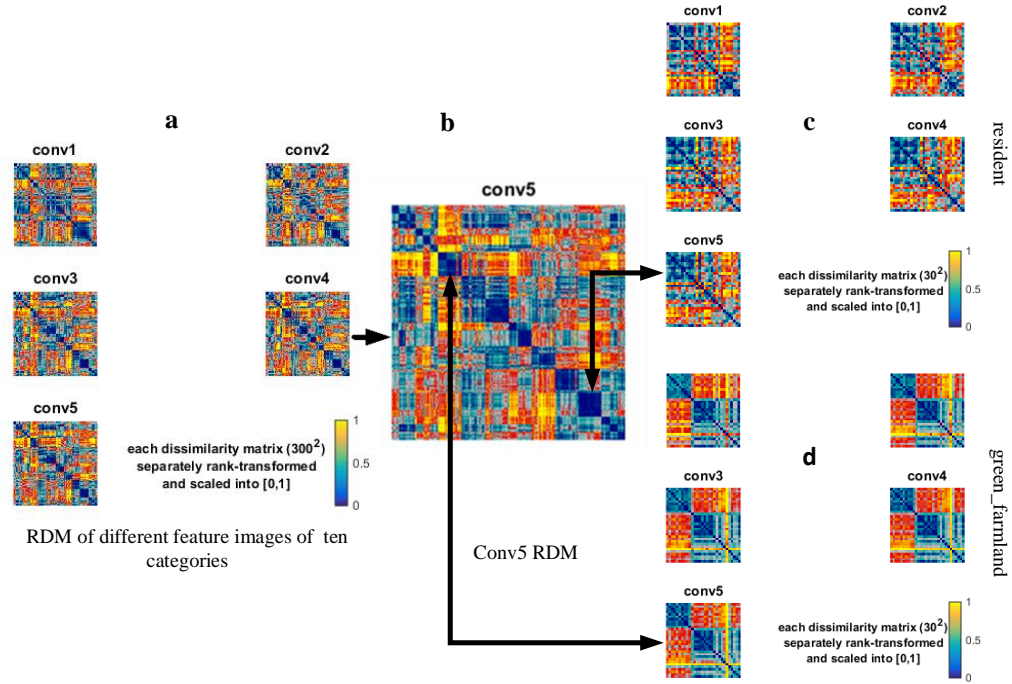 a
conv1
conv2
conv3
conv4
conv5
each dissimilarity matrix (300²)
separately rank-transformed
and scaled into [0,1]
1
0.5
0
RDM of different feature images of ten
categories
b
conv5
Conv5 RDM
conv1
conv2
c
resident
conv3
conv4
conv5
each dissimilarity matrix (30²)
separately rank-transformed
and scaled into [0,1]
1
0.5
0
d
green_farmland
conv3
conv4
conv5
each dissimilarity matrix (30²)
separately rank-transformed
and scaled into [0,1]
1
0.5
0